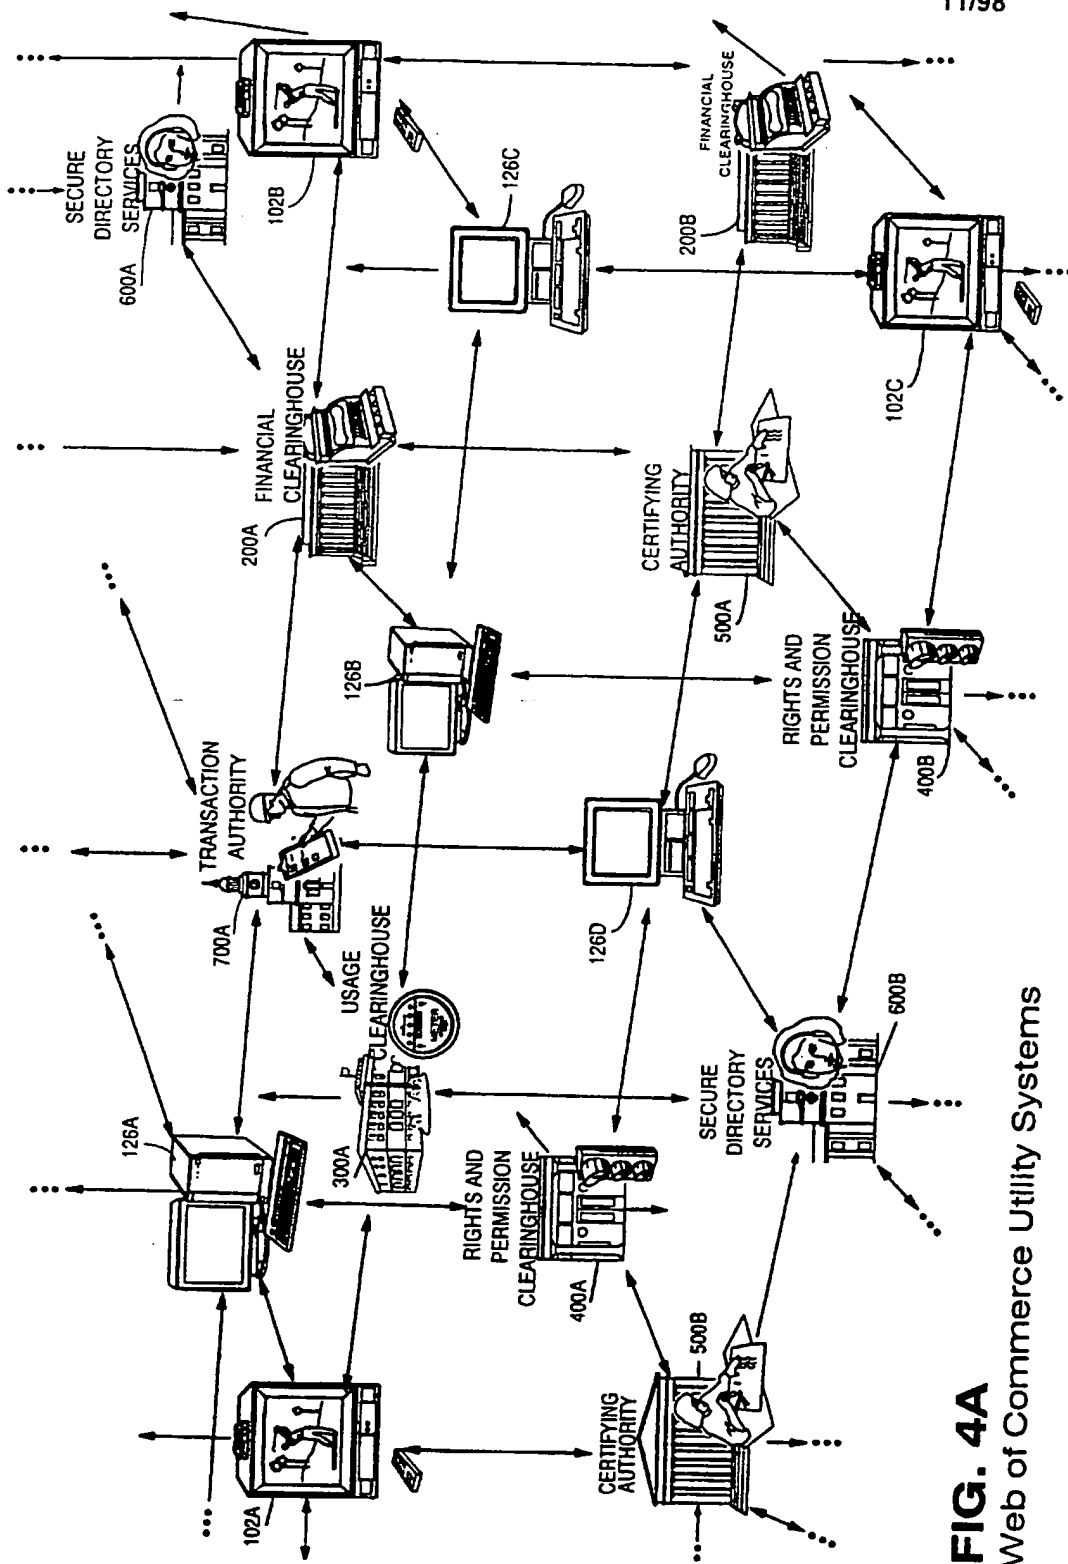 11/98
SECURE
DIRECTORY
SERVICES
600A
102B
126C
FINANCIAL
CLEARINGHOUSE
200B
102C
FINANCIAL
CLEARINGHOUSE
200A
CERTIFYING
AUTHORITY
500A
126B
RIGHTS AND
PERMISSION
CLEARINGHOUSE
400B
TRANSACTION
AUTHORITY
700A
126D
USAGE
CLEARINGHOUSE
METER
300A
126A
SECURE
DIRECTORY
SERVICES
600B
RIGHTS AND
PERMISSION
CLEARINGHOUSE
400A
102A
CERTIFYING
AUTHORITY
500B
FIG. 4A
Web of Commerce Utility Systems